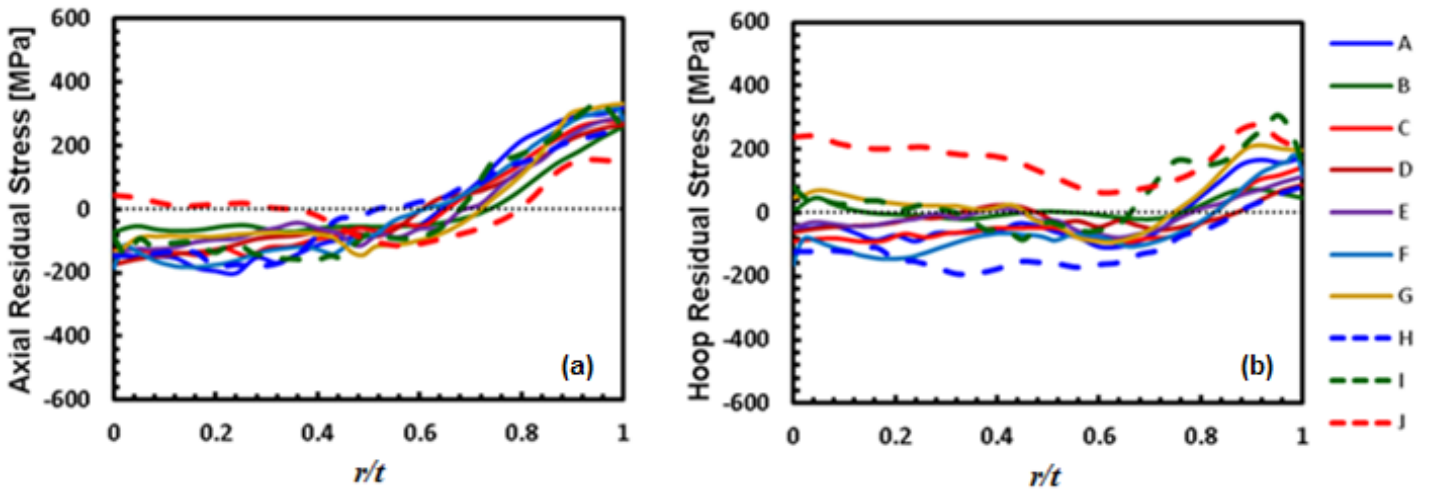 Axial Residual Stress [MPa]
600
400
200
0
-200
-400
-600
0
0.2
0.4
0.6
0.8
1
r/t
(a)
Hoop Residual Stress [MPa]
600
400
200
0
-200
-400
-600
0
0.2
0.4
0.6
0.8
1
r/t
(b)
A
B
C
D
E
F
G
H
I
J